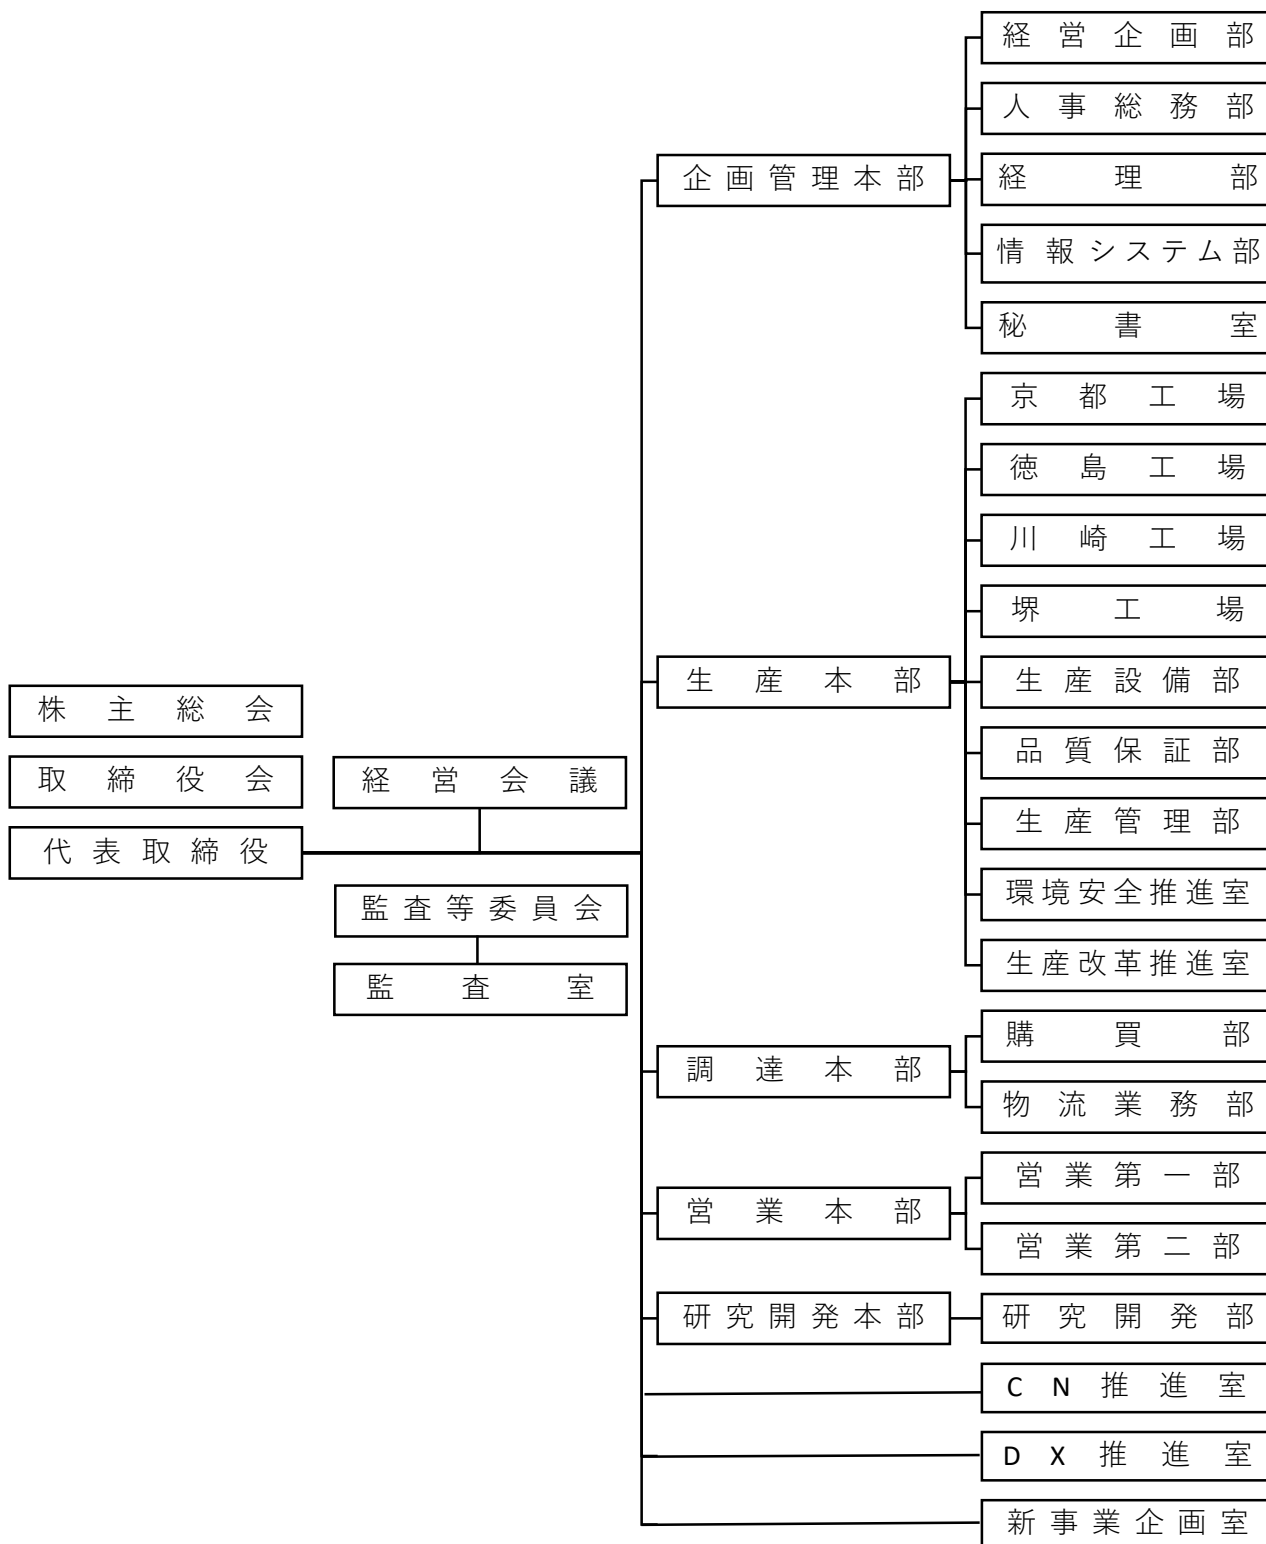 株主総会
取締役会
代表取締役
経営会議
監査等委員会
監査室
企画管理本部
経営企画部
人事総務部
経理部
情報システム部
秘書室
生産本部
京都工場
徳島工場
川崎工場
堺工場
生産設備部
品質保証部
生産管理部
環境安全推進室
生産改革推進室
調達本部
購買部
物流業務部
営業本部
営業第一部
営業第二部
研究開発本部
研究開発部
CN推進室
DX推進室
新事業企画室